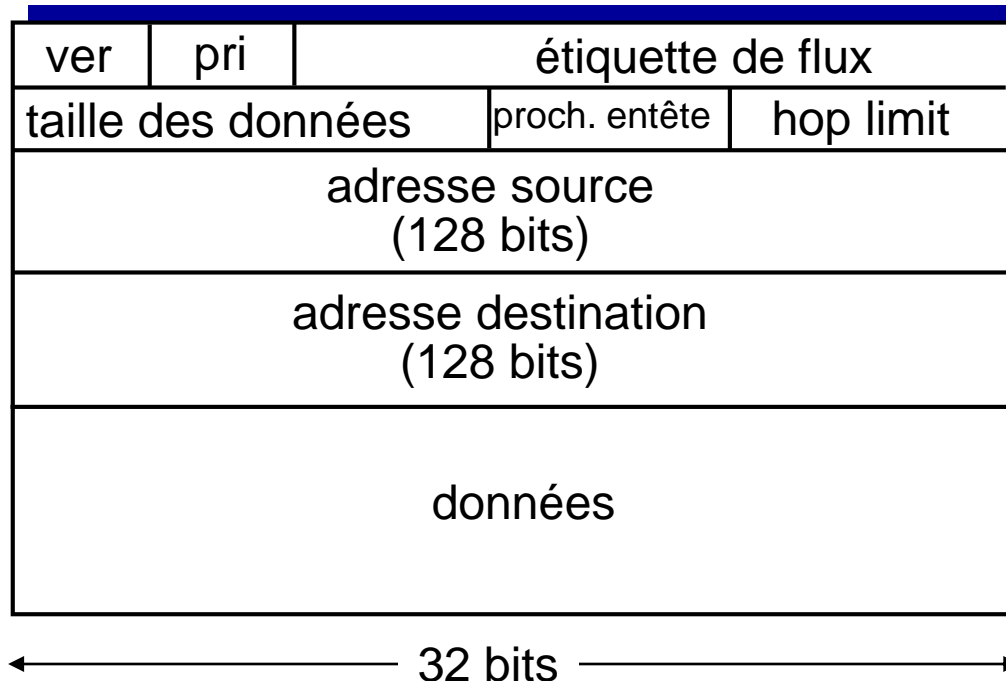 ver pri étiquette de flux
taille des données proch. entête hop limit
adresse source
(128 bits)
adresse destination
(128 bits)
données
32 bits